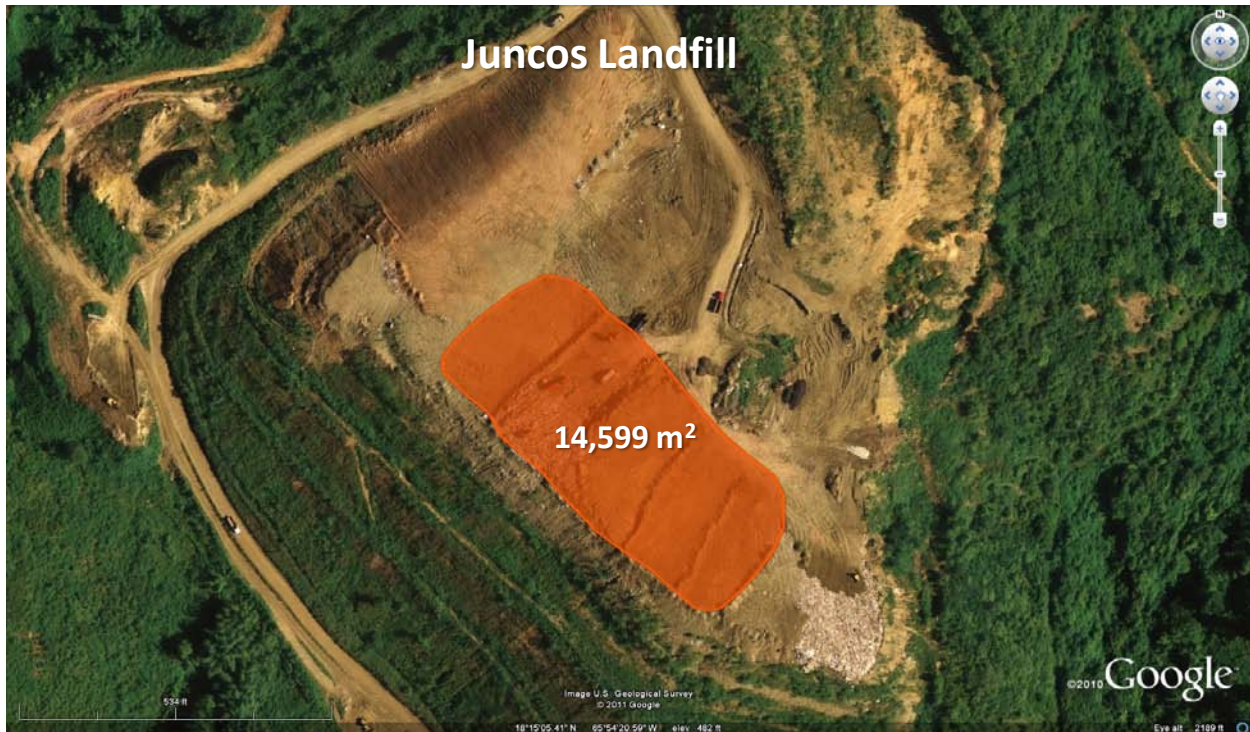 Juncos Landfill
N
14,599 m²
©2010 Google
534 ft
Image U.S. Geological Survey
© 2011 Google
18°15'05.41" N 65°54'20.59" W elev 482 ft
Eye alt 2189 ft